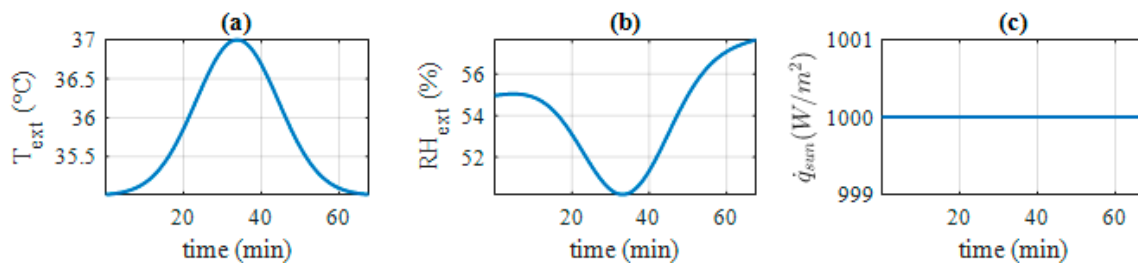 (a)
T_ext (°C)
37
36.5
36
35.5
35
20 40 60
time (min)
(b)
RH_ext (%)
56
54
52
20 40 60
time (min)
(c)
q̇_sun(W/m²)
1001
1000
999
20 40 60
time (min)